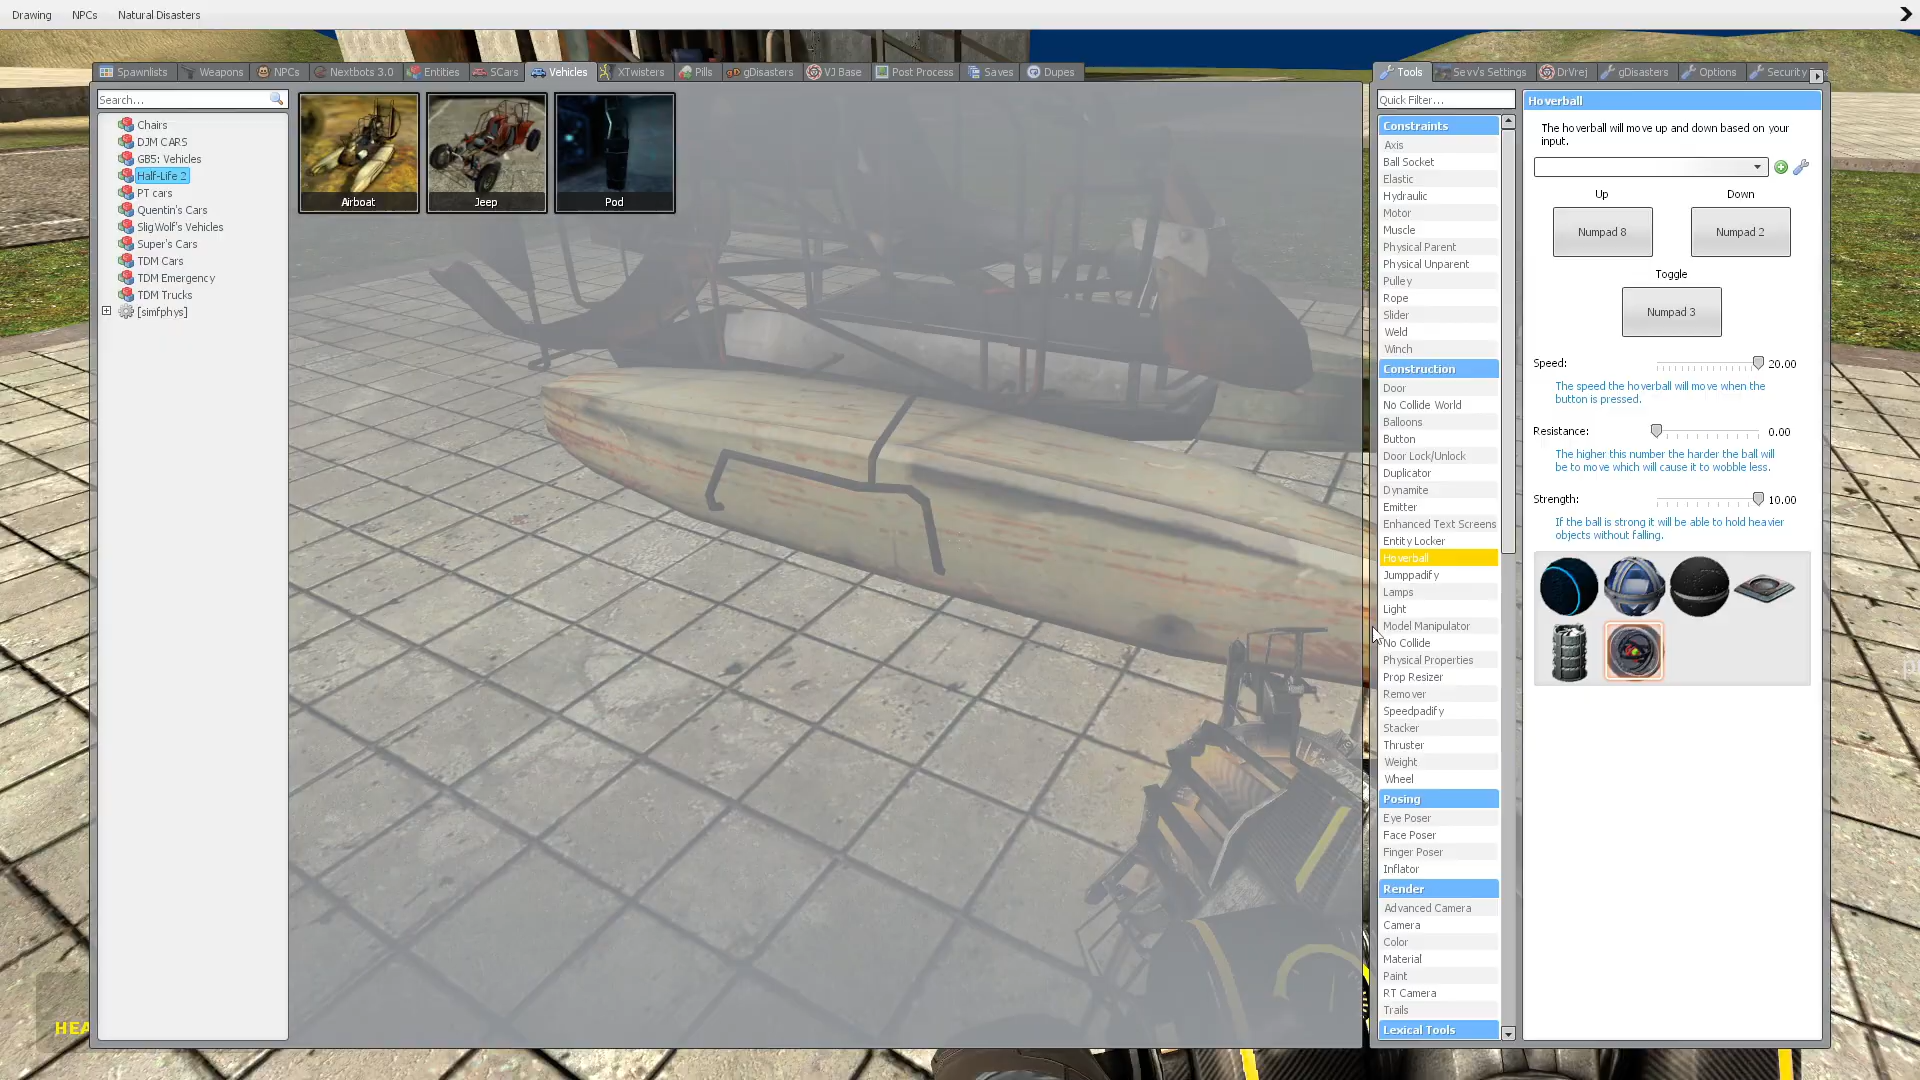 Drawing NPCs Natural Disasters
Spawnlists Weapons NPCs Nextbots 3.0 Entities SCars Vehicles XTwisters Pills gDisasters VJ Base Post Process Saves Dupes
Search...
Chairs
DJM CARS
GB5: Vehicles
Half-Life 2
PT cars
Quentin's Cars
SligWolf's Vehicles
Super's Cars
TDM Cars
TDM Emergency
TDM Trucks
[simfphys]
Airboat
Jeep
Pod
HEA
Tools Sevv's Settings DrVrej gDisasters Options Security
Quick Filter...
Constraints
Axis
Ball Socket
Elastic
Hydraulic
Motor
Muscle
Physical Parent
Physical Unparent
Pulley
Rope
Slider
Weld
Winch
Construction
Door
No Collide World
Balloons
Button
Door Lock/Unlock
Duplicator
Dynamite
Emitter
Enhanced Text Screens
Entity Locker
Hoverball
Jumppadify
Lamps
Light
Model Manipulator
No Collide
Physical Properties
Prop Resizer
Remover
Speedpadify
Stacker
Thruster
Weight
Wheel
Posing
Eye Poser
Face Poser
Finger Poser
Inflator
Render
Advanced Camera
Camera
Color
Material
Paint
RT Camera
Trails
Lexical Tools
Hoverball
The hoverball will move up and down based on your
input.
Up Down
Numpad 8 Numpad 2
Toggle
Numpad 3
Speed: 20.00
The speed the hoverball will move when the
button is pressed.
Resistance: 0.00
The higher this number the harder the ball will
be to move which will cause it to wobble less.
Strength: 10.00
If the ball is strong it will be able to hold heavier
objects without falling.